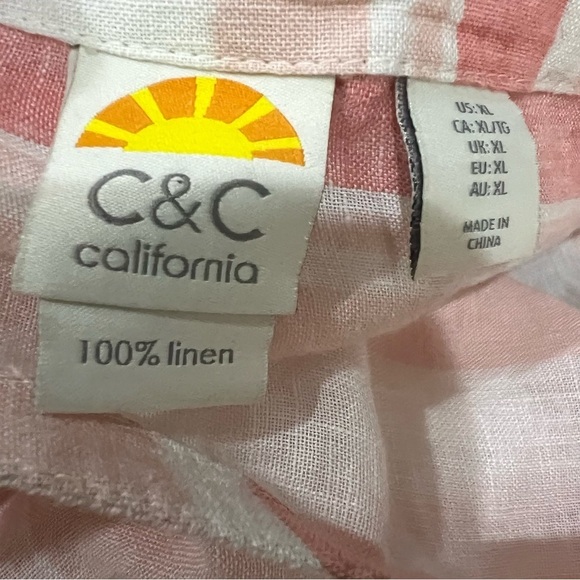 C&C
california
100% linen
US: XL
CA: XL/TG
UK: XL
EU: XL
AU: XL
MADE IN
CHINA